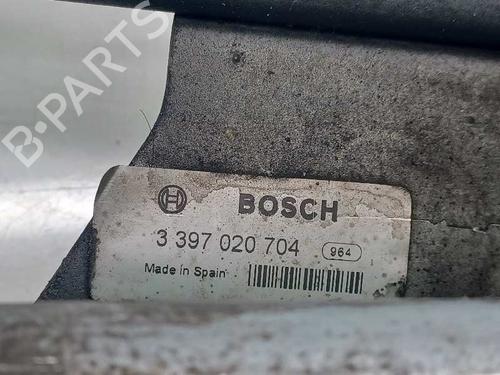 B-PARTS
BOSCH
3 397 020 704 964
Made in Spain